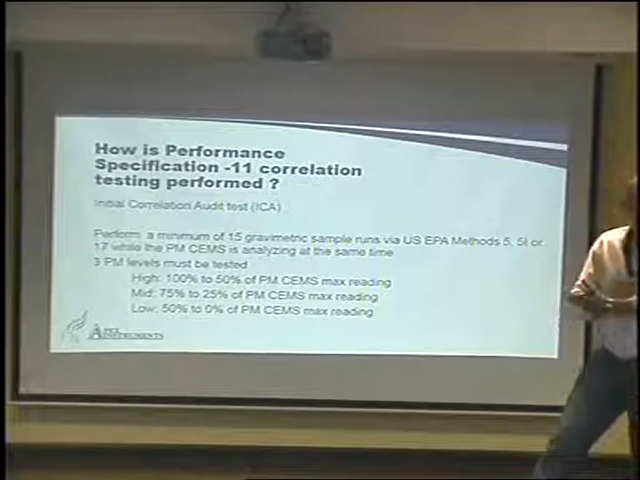 How is Performance
Specification -11 correlation
testing performed ?
Initial Correlation Audit test (ICA)
Perform a minimum of 15 gravimetric sample runs via US EPA Methods 5, 5I or
17 while the PM CEMS is analyzing at the same time
3 PM levels must be tested
High: 100% to 50% of PM CEMS max reading
Mid: 75% to 25% of PM CEMS max reading
Low: 50% to 0% of PM CEMS max reading
APEX
INSTRUMENTS